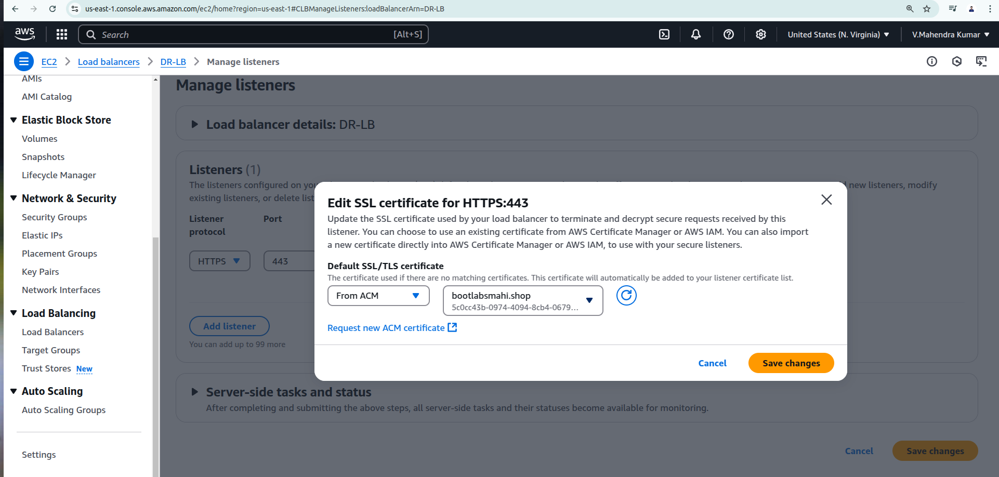 us-east-1.console.aws.amazon.com/ec2/home?region=us-east-1#CLBManageListeners:loadBalancerArn=DR-LB
aws
Search
[Alt+S]
United States (N. Virginia)
V.Mahendra Kumar
EC2
Load balancers
DR-LB
Manage listeners
AMIs
AMI Catalog
Elastic Block Store
Volumes
Snapshots
Lifecycle Manager
Network & Security
Security Groups
Elastic IPs
Placement Groups
Key Pairs
Network Interfaces
Load Balancing
Load Balancers
Target Groups
Trust Stores New
Auto Scaling
Auto Scaling Groups
Settings
Manage listeners
Load balancer details: DR-LB
Listeners (1)
The listeners configured on
new listeners, modify
existing listeners, or delete
Listener
protocol
Port
HTTPS
443
Add listener
You can add up to 99 more
Edit SSL certificate for HTTPS:443
Update the SSL certificate used by your load balancer to terminate and decrypt secure requests received by this
listener. You can choose to use an existing certificate from AWS Certificate Manager or AWS IAM. You can also import
a new certificate directly into AWS Certificate Manager or AWS IAM, to use with your secure listeners.
Default SSL/TLS certificate
The certificate used if there are no matching certificates. This certificate will automatically be added to your listener certificate list.
From ACM
bootlabsmahi.shop
5c0cc43b-0974-4094-8cb4-0679...
Request new ACM certificate
Cancel
Save changes
Server-side tasks and status
After completing and submitting the above steps, all server-side tasks and their statuses become available for monitoring.
Cancel
Save changes